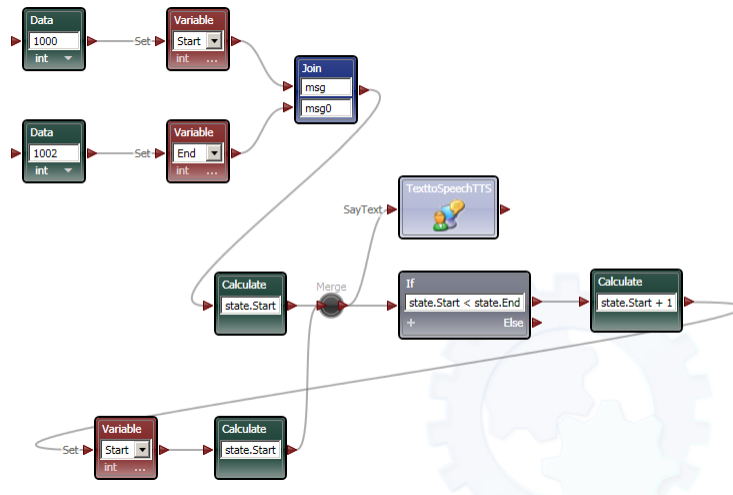 Data
1000
int
Set
Variable
Start
int ...
Join
msg
msg0
Data
1002
int
Set
Variable
End
int ...
TexttoSpeechTTS
SayText
Calculate
state.Start
Merge
If
state.Start < state.End
+ Else
Calculate
state.Start + 1
Set
Variable
Start
int ...
Calculate
state.Start